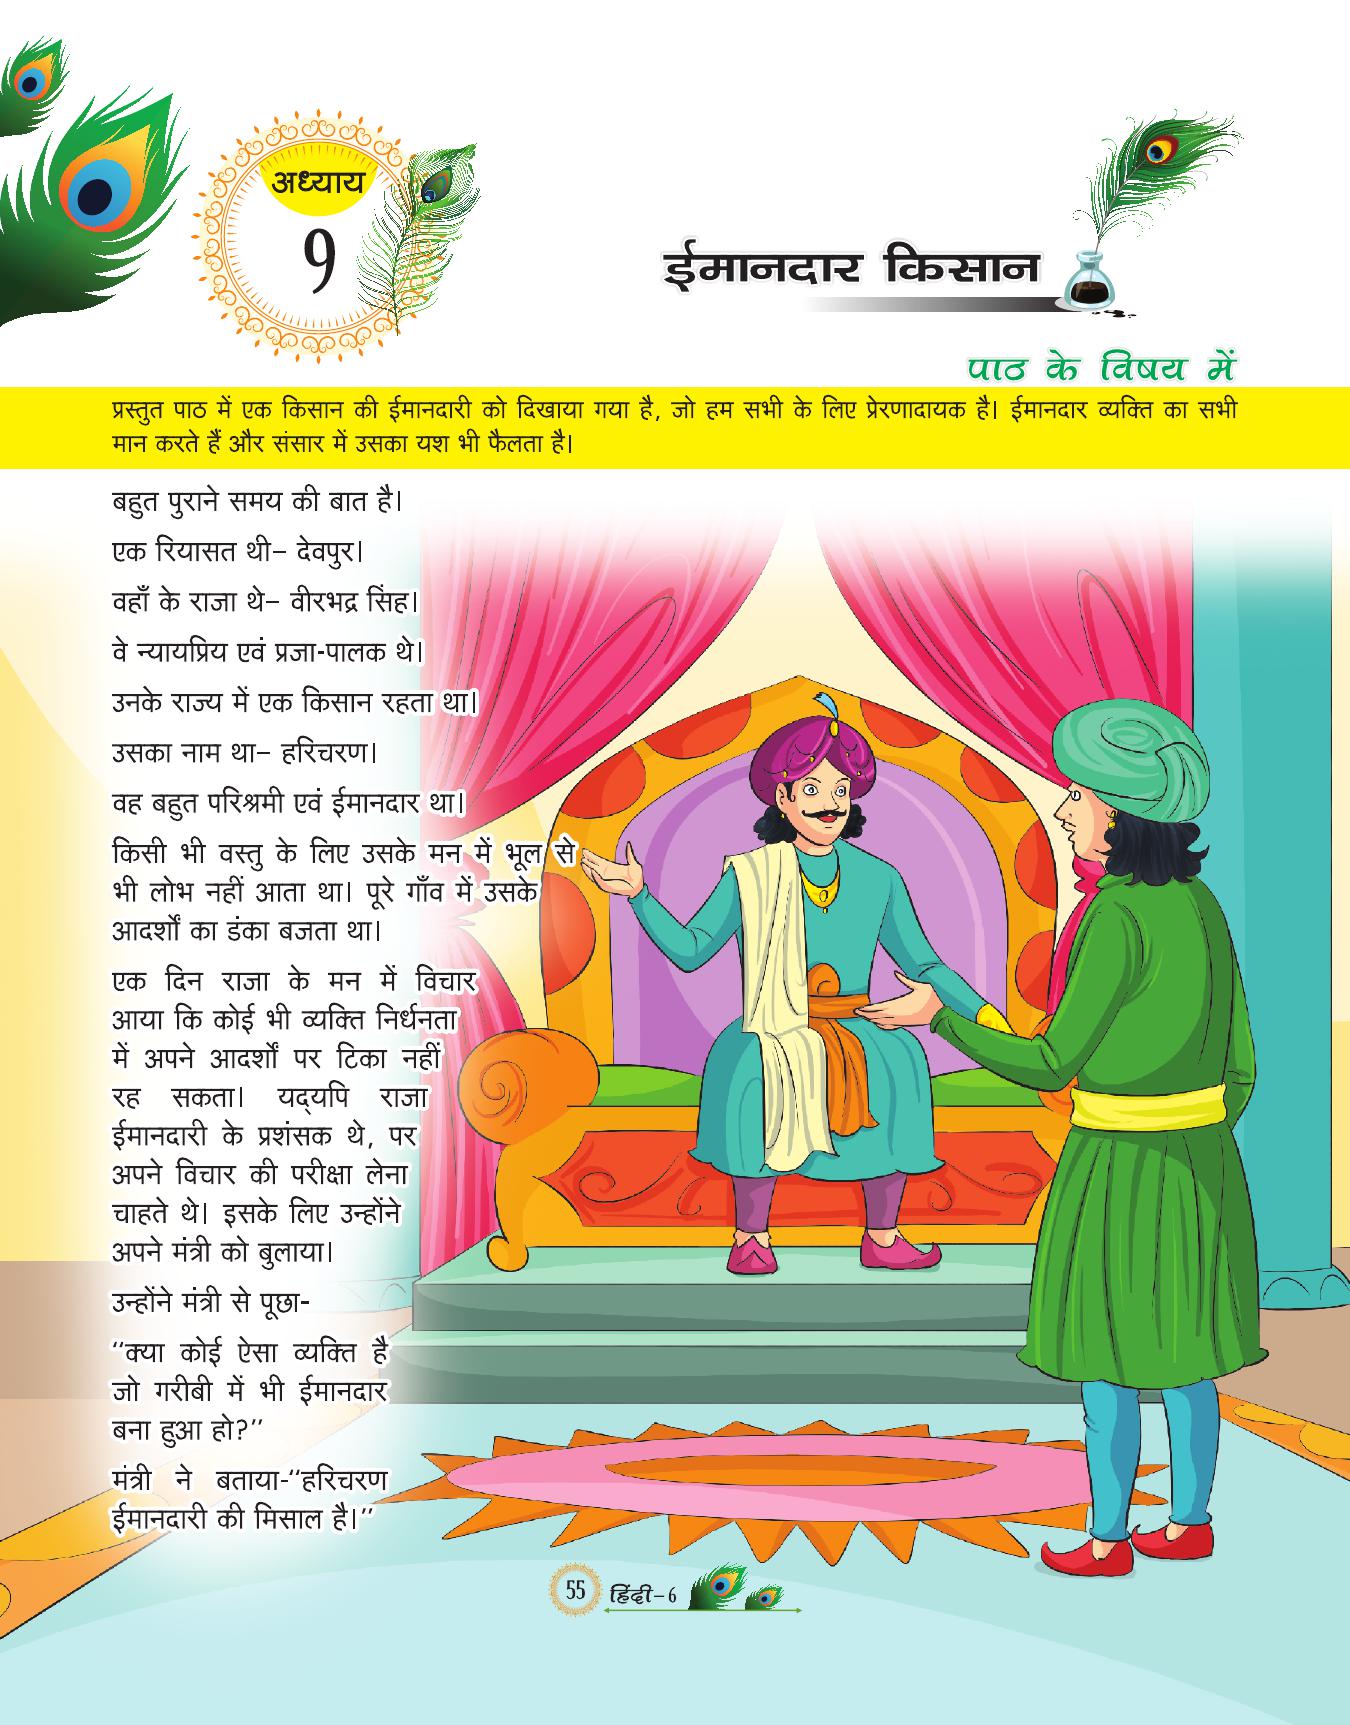 अध्याय
9
ईमानदार किसान
पाठ के विषय में
प्रस्तुत पाठ में एक किसान की ईमानदारी को दिखाया गया है, जो हम सभी के लिए प्रेरणादायक है। ईमानदार व्यक्ति का सभी
मान करते हैं और संसार में उसका यश भी फैलता है।
बहुत पुराने समय की बात है।
एक रियासत थी– देवपुर।
वहाँ के राजा थे– वीरभद्र सिंह।
वे न्यायप्रिय एवं प्रजा-पालक थे।
उनके राज्य में एक किसान रहता था।
उसका नाम था– हरिचरण।
वह बहुत परिश्रमी एवं ईमानदार था।
किसी भी वस्तु के लिए उसके मन में भूल से
भी लोभ नहीं आता था। पूरे गाँव में उसके
आदर्शों का डंका बजता था।
एक दिन राजा के मन में विचार
आया कि कोई भी व्यक्ति निर्धनता
में अपने आदर्शों पर टिका नहीं
रह सकता। यद्यपि राजा
ईमानदारी के प्रशंसक थे, पर
अपने विचार की परीक्षा लेना
चाहते थे। इसके लिए उन्होंने
अपने मंत्री को बुलाया।
उन्होंने मंत्री से पूछा-
‘‘क्या कोई ऐसा व्यक्ति है
जो गरीबी में भी ईमानदार
बना हुआ हो?’’
मंत्री ने बताया-‘‘हरिचरण
ईमानदारी की मिसाल है।’’
55 हिंदी–6